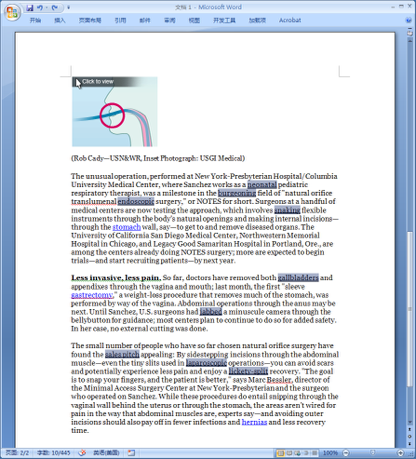 文档 1 - Microsoft Word
开始 插入 页面布局 引用 邮件 审阅 视图 开发工具 加载项 Acrobat
Click to view
(Rob Cady—USN&WR, Inset Photograph: USGI Medical)
The unusual operation, performed at New York-Presbyterian Hospital/Columbia
University Medical Center, where Sanchez works as a neonatal pediatric
respiratory therapist, was a milestone in the burgeoning field of "natural orifice
translumenal endoscopic surgery," or NOTES for short. Surgeons at a handful of
medical centers are now testing the approach, which involves snaking flexible
instruments through the body's natural openings and making internal incisions—
through the stomach wall, say—to get to and remove diseased organs. The
University of California San Diego Medical Center, Northwestern Memorial
Hospital in Chicago, and Legacy Good Samaritan Hospital in Portland, Ore., are
among the centers already doing NOTES surgery; more are expected to begin
trials—and start recruiting patients—by next year.
Less invasive, less pain. So far, doctors have removed both gallbladders and
appendixes through the vagina and mouth; last month, the first "sleeve
gastrectomy," a weight-loss procedure that removes much of the stomach, was
performed by way of the vagina. Abdominal operations through the anus may be
next. Until Sanchez, U.S. surgeons had jabbed a minuscule camera through the
bellybutton for guidance; most centers plan to continue to do so for added safety.
In her case, no external cutting was done.
The small number of people who have so far chosen natural orifice surgery have
found the sales pitch appealing: By sidestepping incisions through the abdominal
muscle—even the tiny slits used in laparoscopic operations—you can avoid scars
and potentially experience less pain and enjoy a lickety-split recovery. "The goal
is to snap your fingers, and the patient is better," says Marc Bessler, director of
the Minimal Access Surgery Center at New York-Presbyterian and the surgeon
who operated on Sanchez. While these procedures do entail snipping through the
vaginal wall behind the uterus or through the stomach, the areas aren't wired for
pain in the way that abdominal muscles are, experts say—and avoiding outer
incisions should also pay off in fewer infections and hernias and less recovery
time.
页面: 2/2 字数: 10/445 英语(美国) 100%